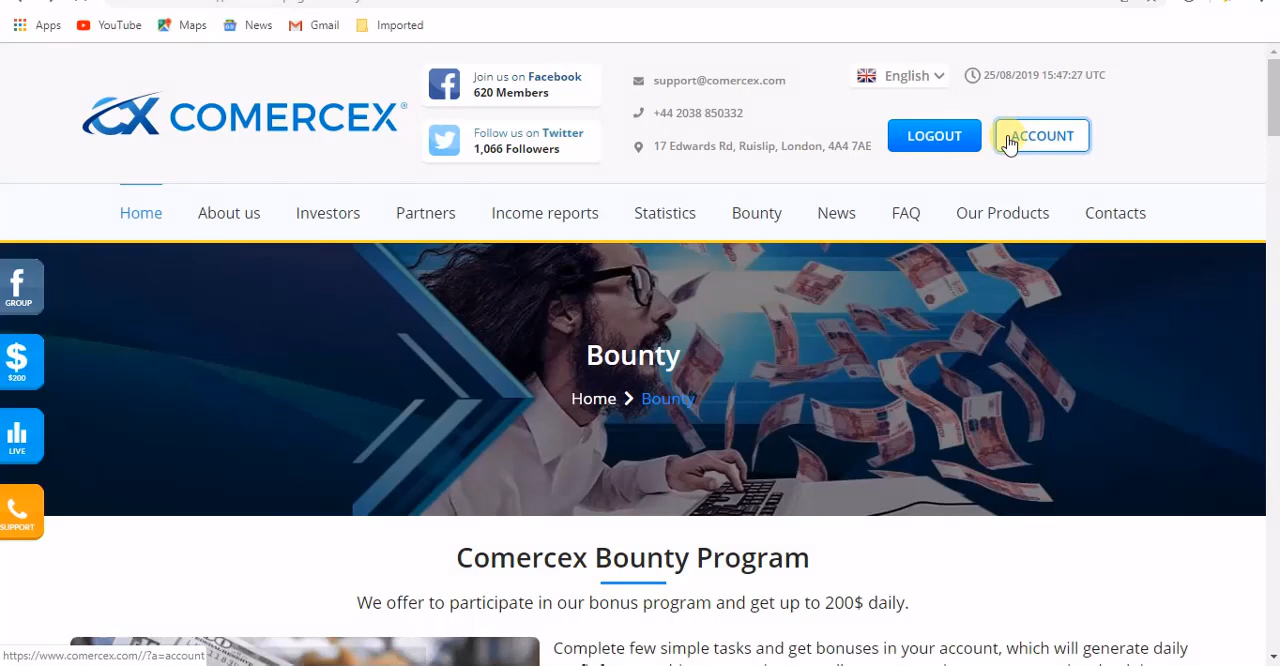 Apps YouTube Maps News Gmail Imported
COMERCEX®
Join us on Facebook
620 Members
Follow us on Twitter
1,066 Followers
support@comercex.com
+44 2038 850332
17 Edwards Rd, Ruislip, London, 4A4 7AE
English
25/08/2019 15:47:27 UTC
LOGOUT
ACCOUNT
Home About us Investors Partners Income reports Statistics Bounty News FAQ Our Products Contacts
GROUP
$200
LIVE
SUPPORT
Bounty
Home Bounty
Comercex Bounty Program
We offer to participate in our bonus program and get up to 200$ daily.
Complete few simple tasks and get bonuses in your account, which will generate daily
https://www.comercex.com//?a=account